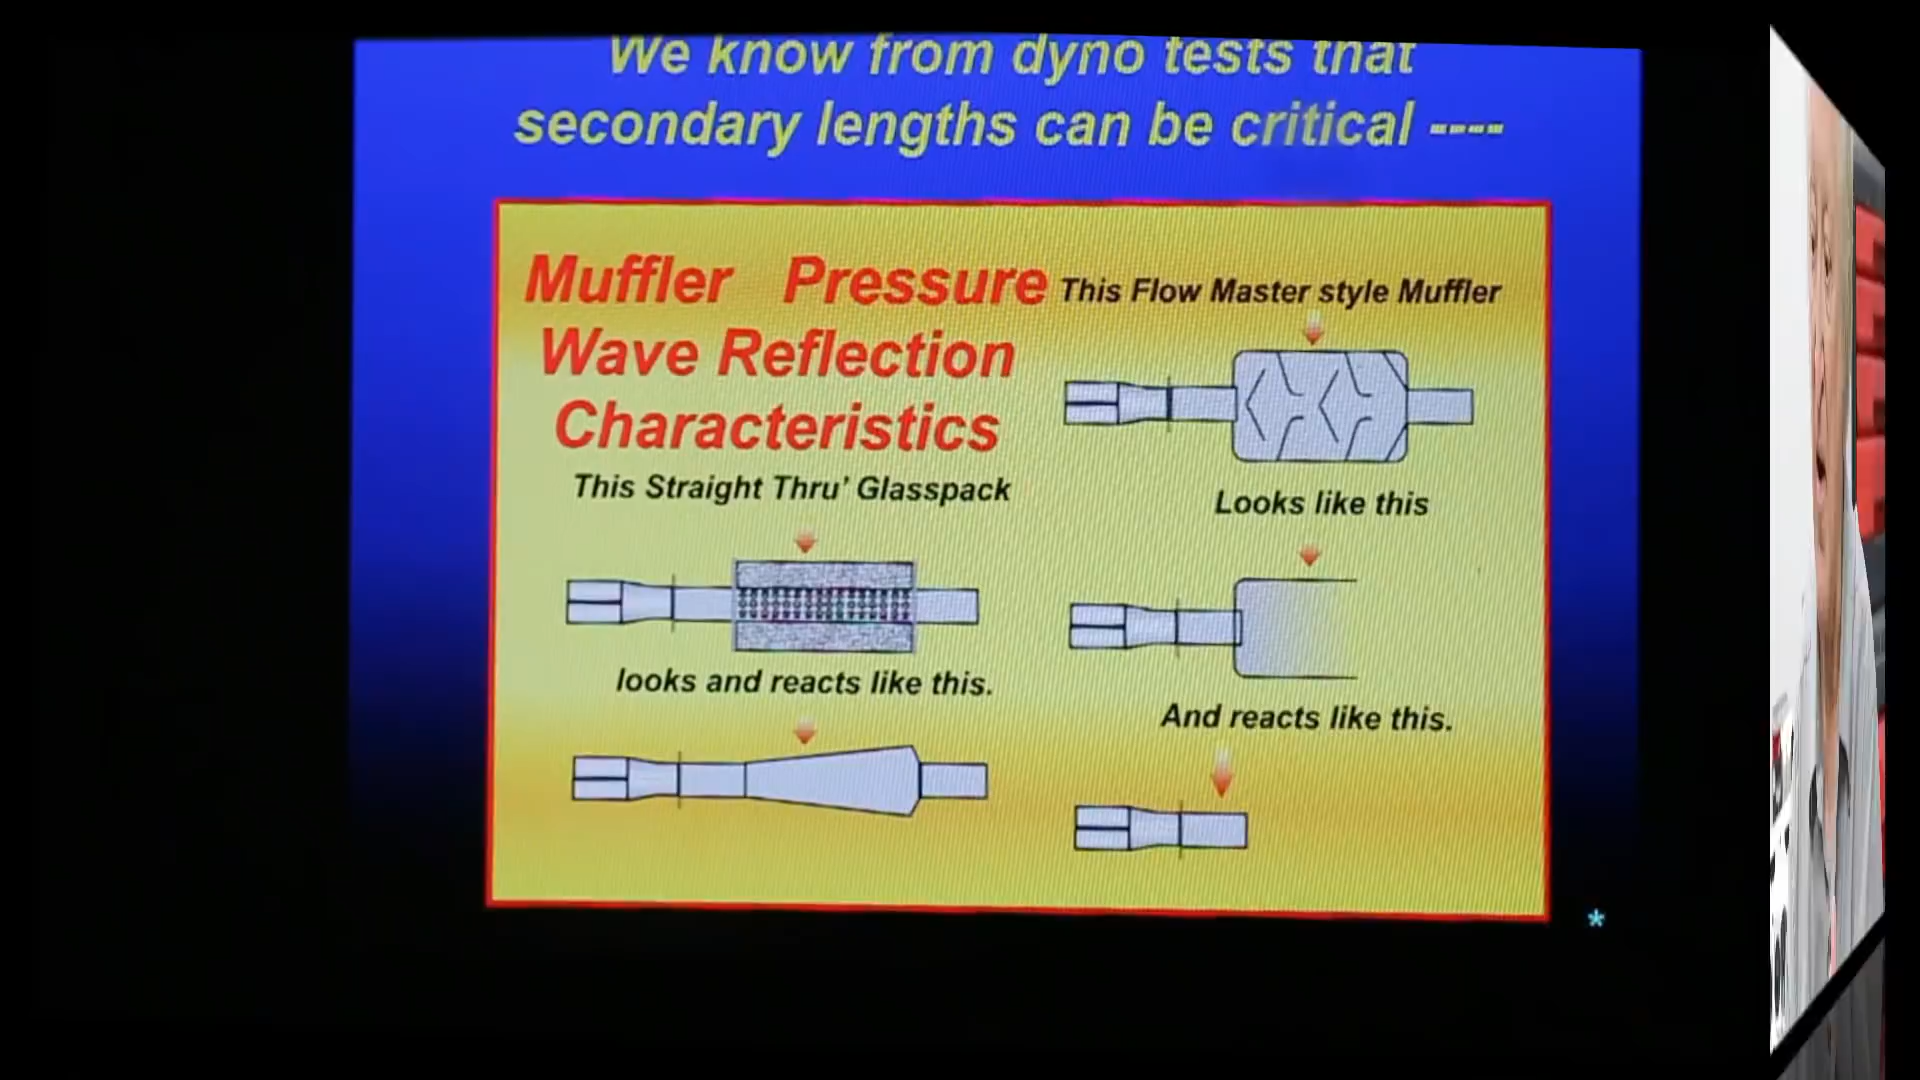 We know from dyno tests that
secondary lengths can be critical ----
Muffler Pressure
Wave Reflection
Characteristics
This Straight Thru' Glasspack
looks and reacts like this.
This Flow Master style Muffler
Looks like this
And reacts like this.
*